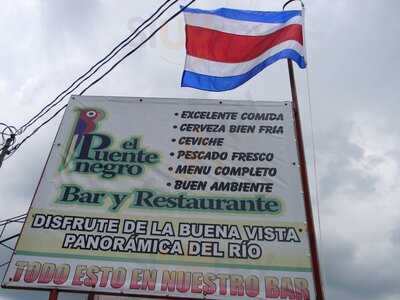 el
Puente
negro
• EXCELENTE COMIDA
• CERVEZA BIEN FRIA
• CEVICHE
• PESCADO FRESCO
• MENU COMPLETO
• BUEN AMBIENTE
Bar y Restaurante
DISFRUTE DE LA BUENA VISTA
PANORÁMICA DEL RÍO
TODO ESTO EN NUESTRO BAR